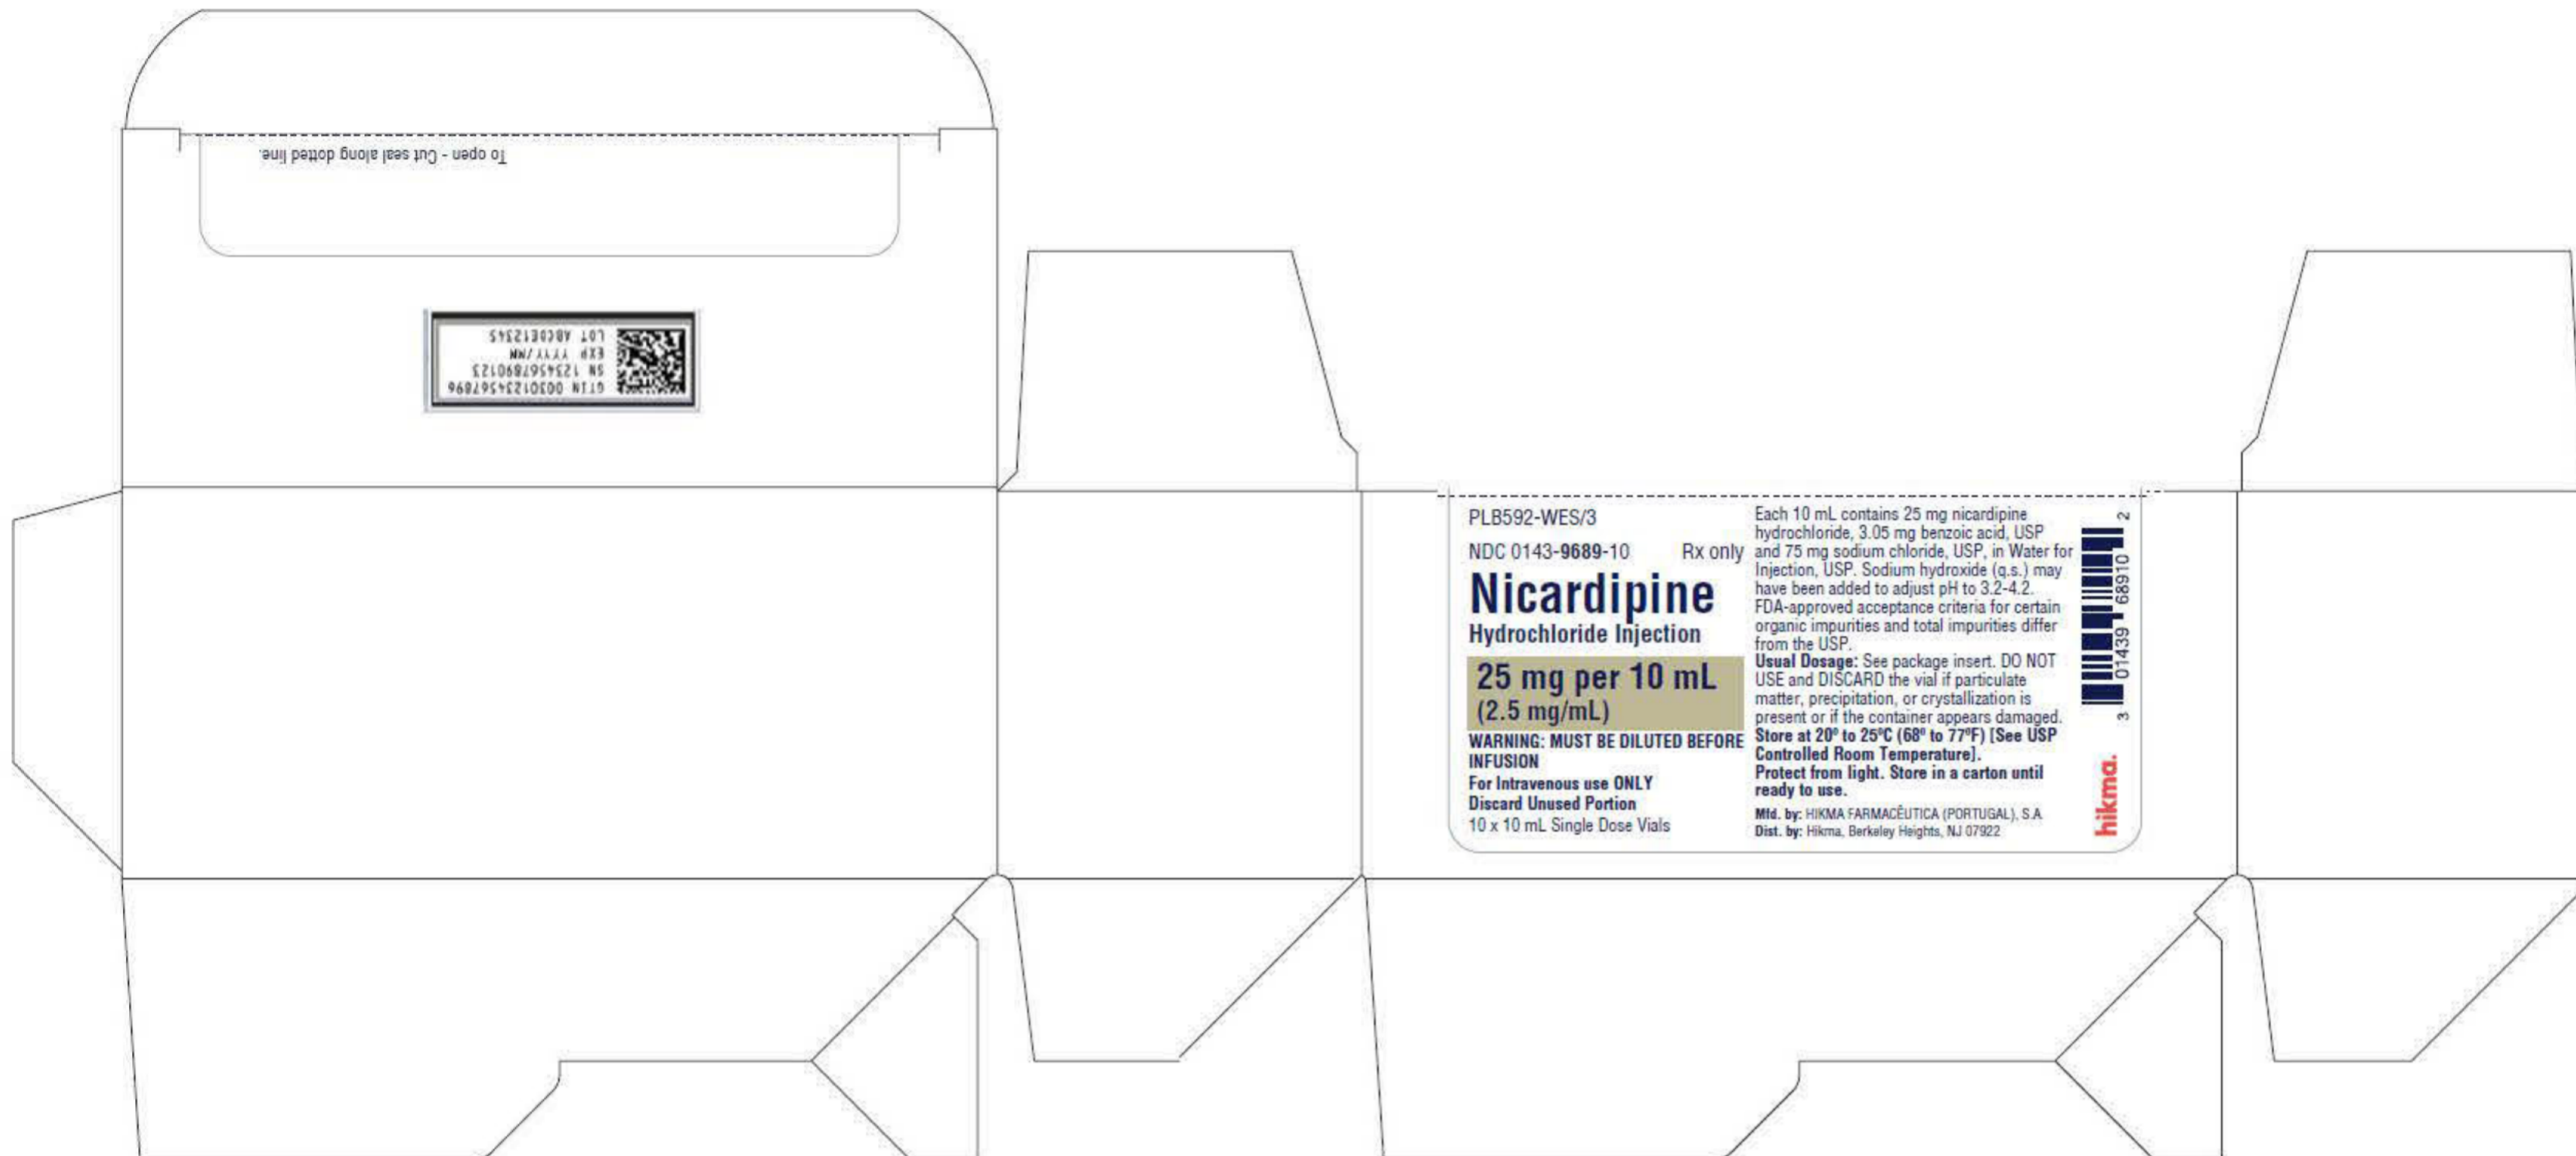 To open - Cut seal along dotted line.
GTIN 00301234567896
SN 1234567890123
EXP YYYY/MM
LOT ABCDE12345
PLB592-WES/3
NDC 0143-9689-10 Rx only
Nicardipine
Hydrochloride Injection
25 mg per 10 mL
(2.5 mg/mL)
WARNING: MUST BE DILUTED BEFORE
INFUSION
For Intravenous use ONLY
Discard Unused Portion
10 x 10 mL Single Dose Vials
Each 10 mL contains 25 mg nicardipine
hydrochloride, 3.05 mg benzoic acid, USP
and 75 mg sodium chloride, USP, in Water for
Injection, USP. Sodium hydroxide (q.s.) may
have been added to adjust pH to 3.2-4.2.
FDA-approved acceptance criteria for certain
organic impurities and total impurities differ
from the USP.
Usual Dosage: See package insert. DO NOT
USE and DISCARD the vial if particulate
matter, precipitation, or crystallization is
present or if the container appears damaged.
Store at 20º to 25ºC (68º to 77ºF) [See USP
Controlled Room Temperature].
Protect from light. Store in a carton until
ready to use.
Mfd. by: HIKMA FARMACÊUTICA (PORTUGAL), S.A.
Dist. by: Hikma, Berkeley Heights, NJ 07922
3 01439 68910 2
hikma.